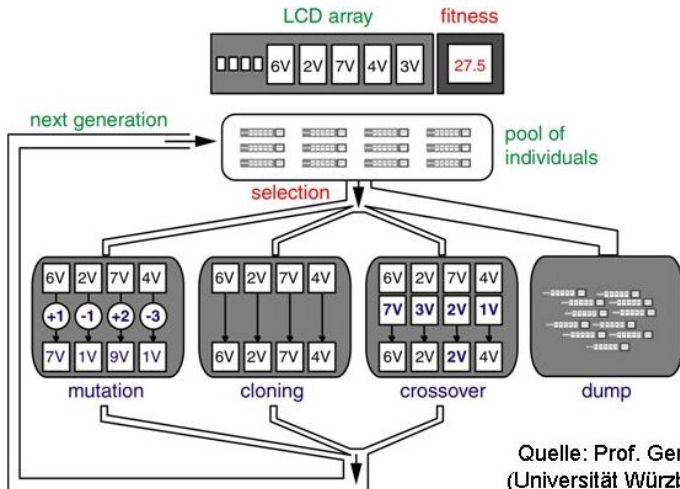 LCD array fitness
6V 2V 7V 4V 3V 27.5
next generation
pool of
individuals
selection
6V 2V 7V 4V
+1 -1 +2 -3
7V 1V 9V 1V
mutation
6V 2V 7V 4V
6V 2V 7V 4V
cloning
6V 2V 7V 4V
7V 3V 2V 1V
6V 2V 2V 4V
crossover
dump
Quelle: Prof.
(Universität